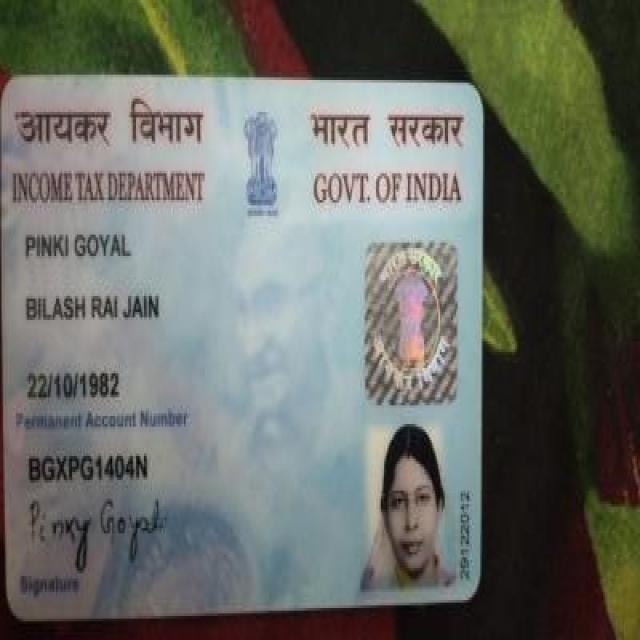 आयकर विभाग
भारत सरकार
INCOME TAX DEPARTMENT
GOVT. OF INDIA
PINKI GOYAL
BILASH RAI JAIN
22/10/1982
Permanent Account Number
BGXPG1404N
Pinky Goyal
Signature
29122012